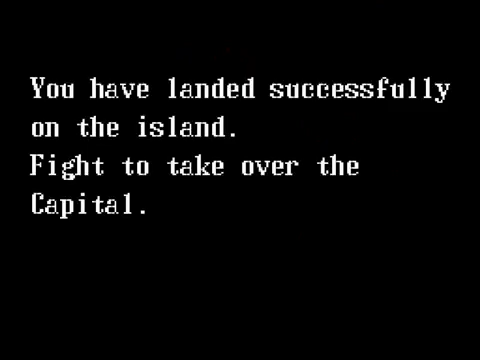 You have landed successfully
on the island.
Fight to take over the
Capital.